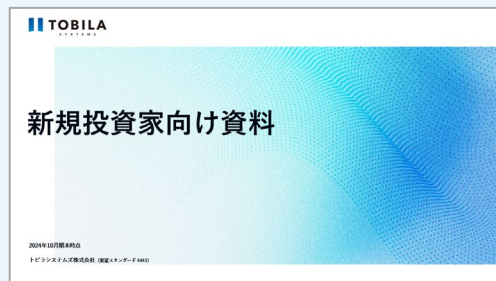 TOBILA
SYSTEMS
新規投資家向け資料
2024年10月期末時点
トビラシステムズ株式会社（東証スタンダード 4441）